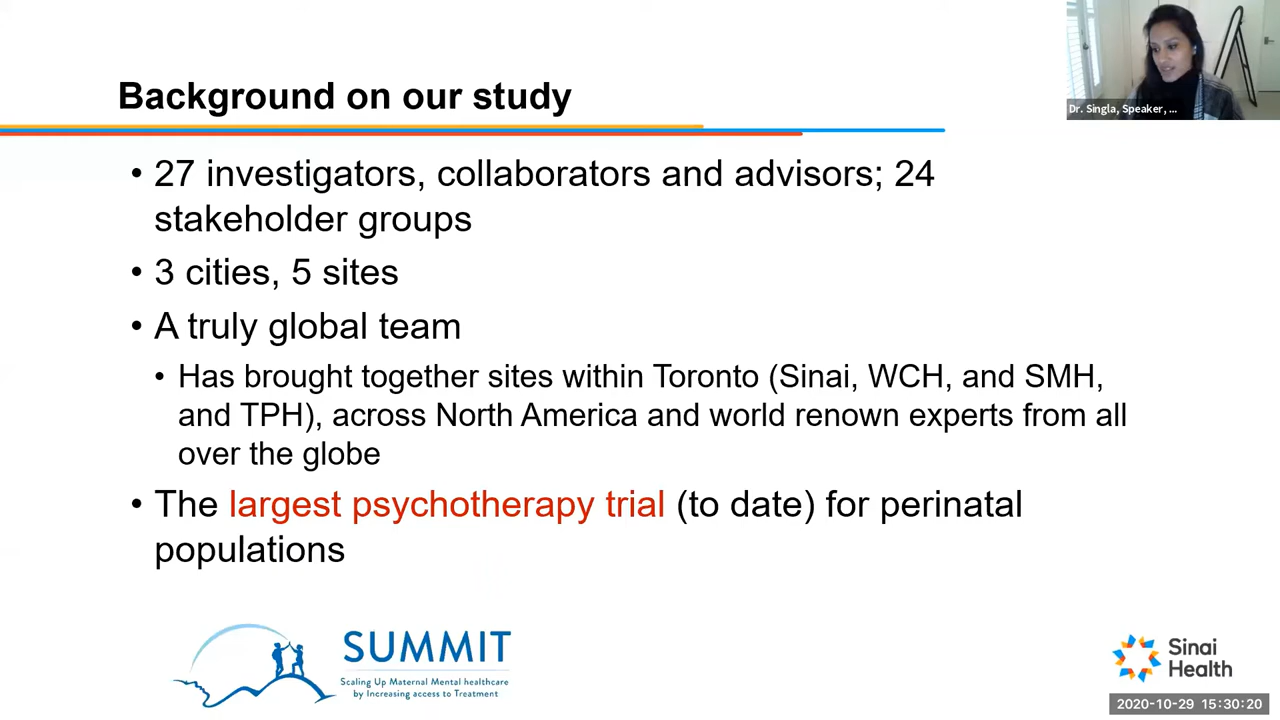 Background on our study
Dr. Singla, Speaker, ...
• 27 investigators, collaborators and advisors; 24
stakeholder groups
• 3 cities, 5 sites
• A truly global team
• Has brought together sites within Toronto (Sinai, WCH, and SMH,
and TPH), across North America and world renown experts from all
over the globe
• The largest psychotherapy trial (to date) for perinatal
populations
SUMMIT
Scaling Up Maternal Mental healthcare
by Increasing access to Treatment
Sinai
Health
2020-10-29 15:30:20